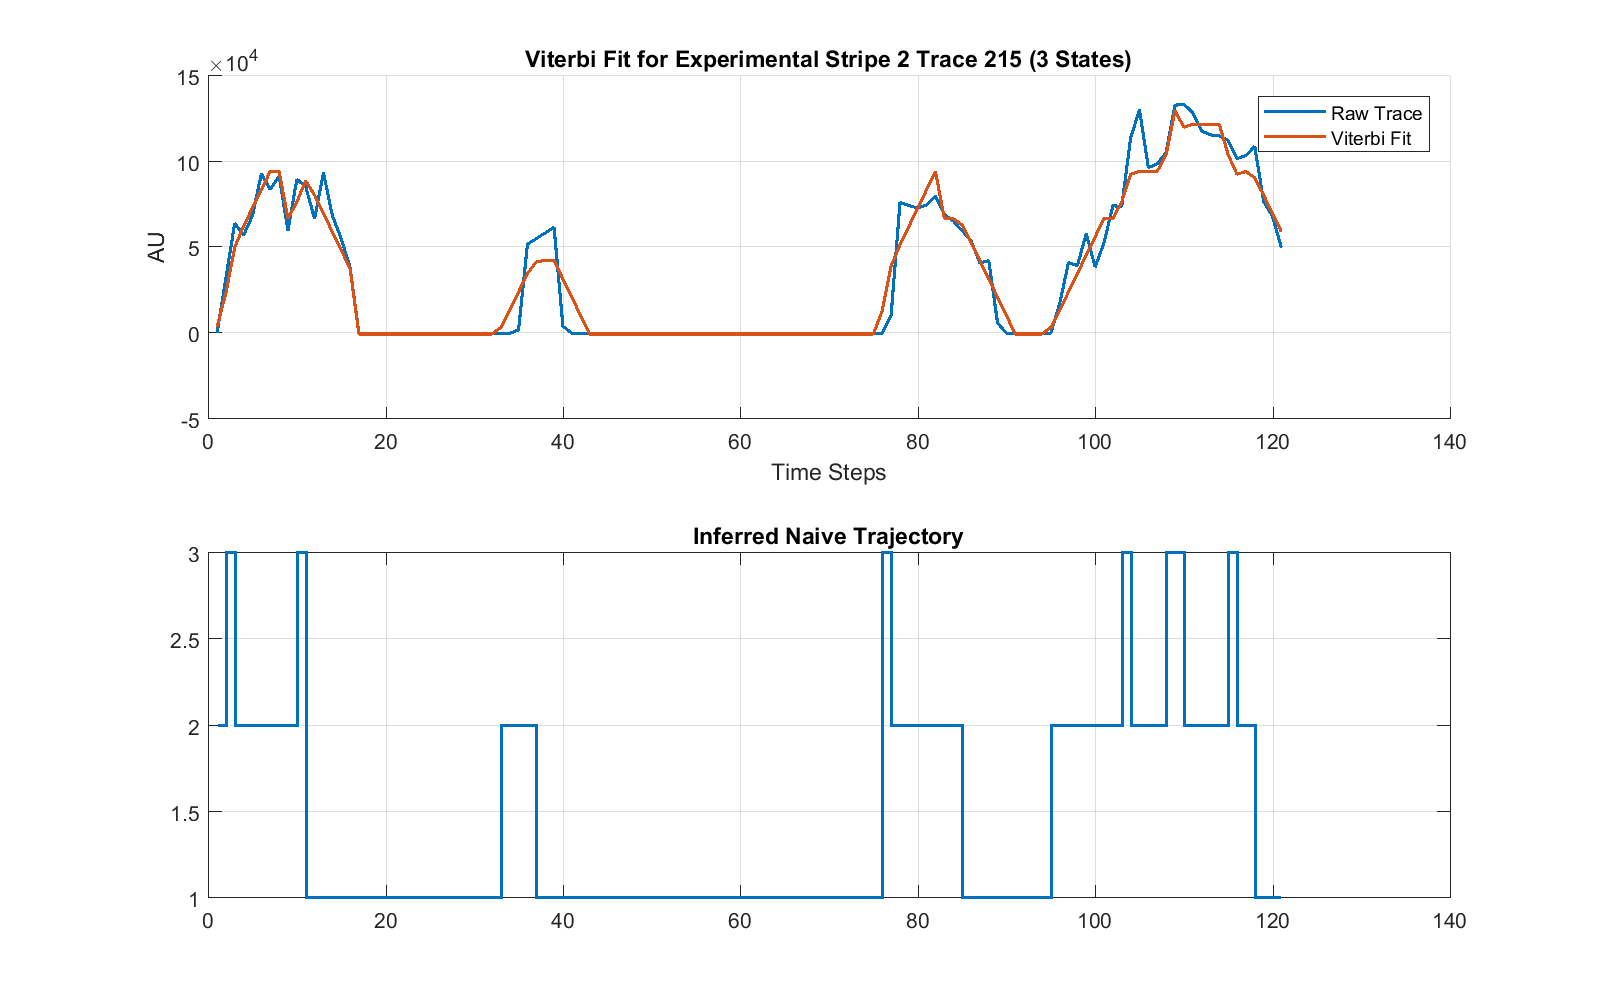 Viterbi Fit for Experimental Stripe 2 Trace 215 (3 States)
×10⁴
15
10
5
0
-5
AU
Raw Trace
Viterbi Fit
0 20 40 60 80 100 120 140
Time Steps
Inferred Naive Trajectory
3
2.5
2
1.5
1
0 20 40 60 80 100 120 140